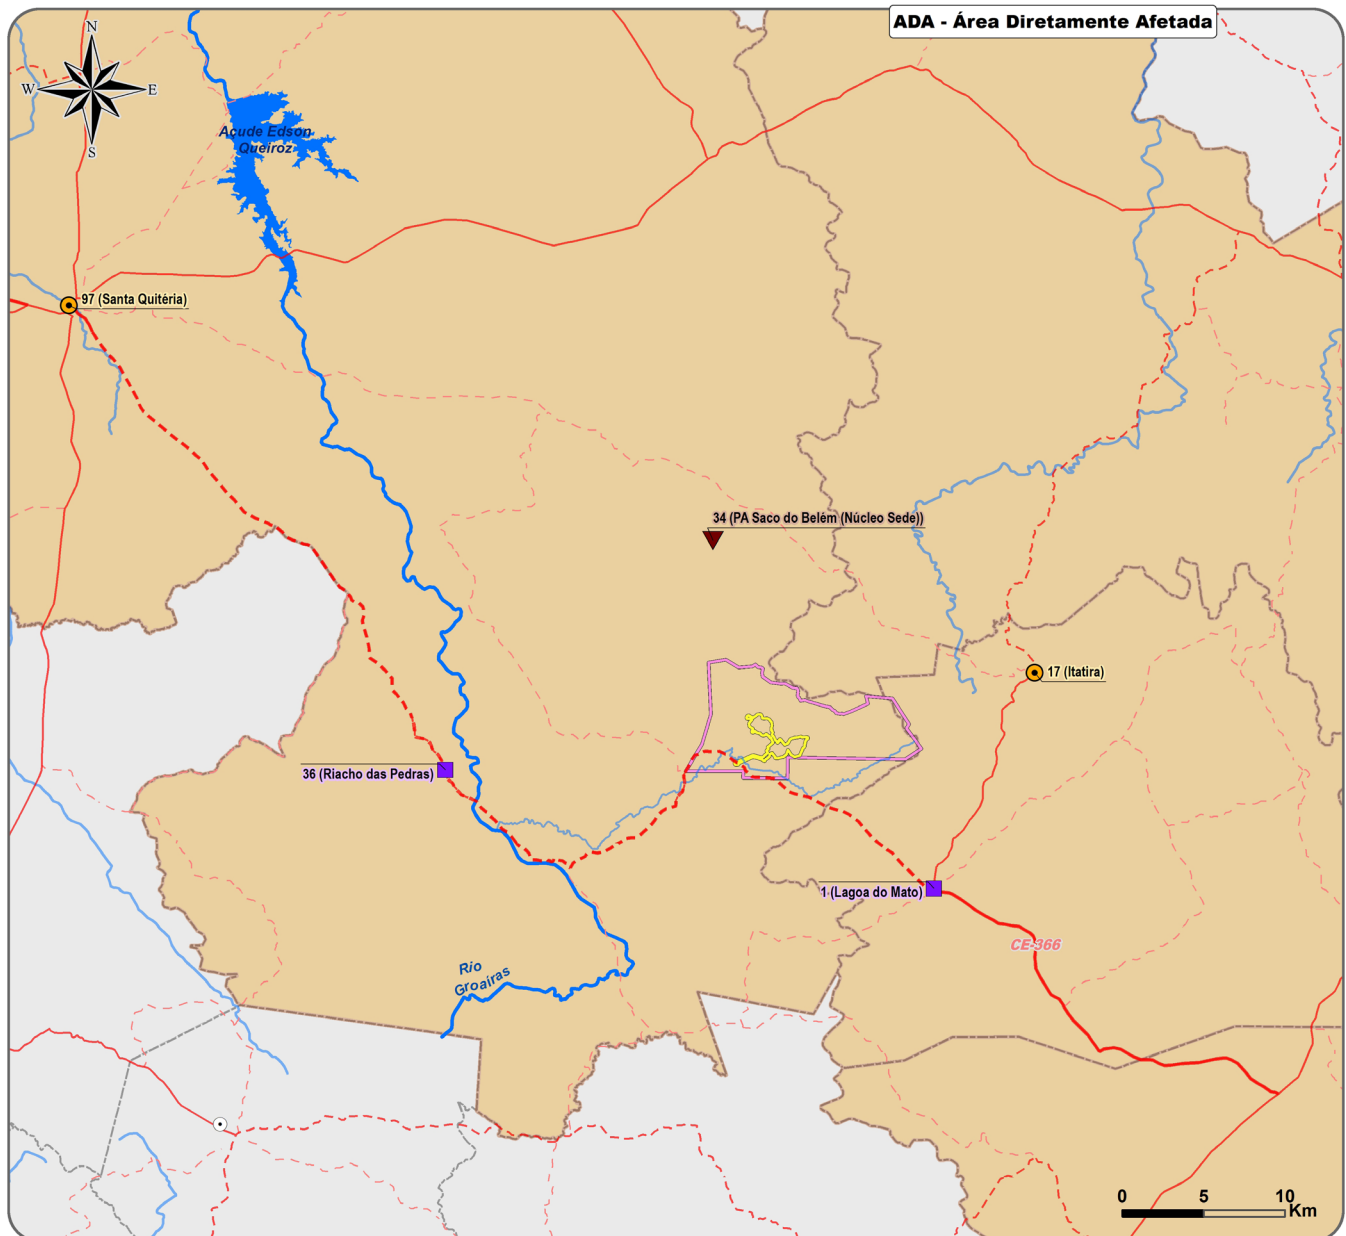 ADA - Área Diretamente Afetada
N
W
E
S
Açude Edson
Queiroz
97 (Santa Quitéria)
34 (PA Saco do Belém (Núcleo Sede))
17 (Itatira)
36 (Riacho das Pedras)
1 (Lagoa do Mato)
CE-366
Rio
Groaíras
0 5 10
Km